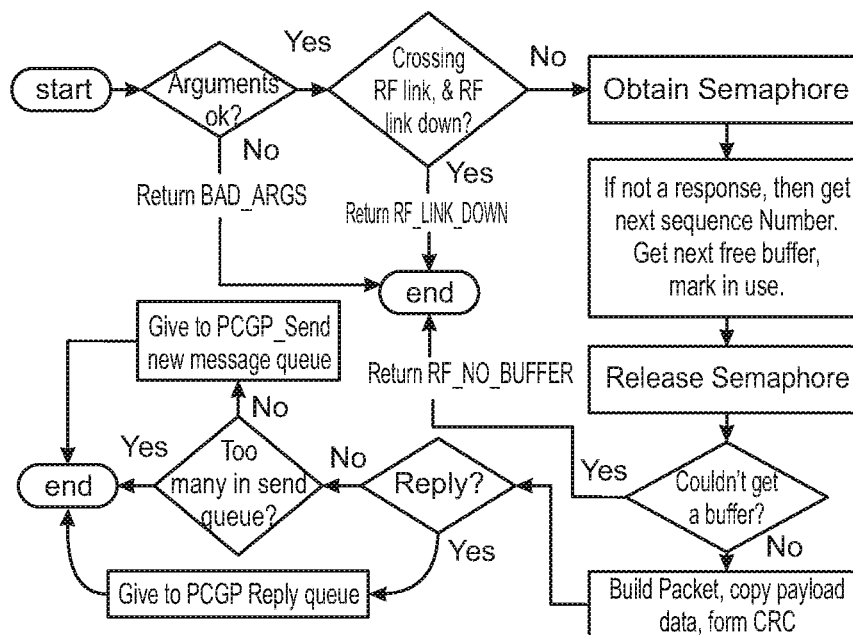 start
Arguments
ok?
Yes
No
Return BAD_ARGS
Crossing
RF link, & RF
link down?
No
Yes
Return RF_LINK_DOWN
end
Obtain Semaphore
If not a response, then get
next sequence Number.
Get next free buffer,
mark in use.
Release Semaphore
Couldn't get
a buffer?
Yes
Return RF_NO_BUFFER
No
Build Packet, copy payload
data, form CRC
Reply?
No
Yes
Too
many in send
queue?
No
Yes
Give to PCGP_Send
new message queue
Give to PCGP Reply queue
end